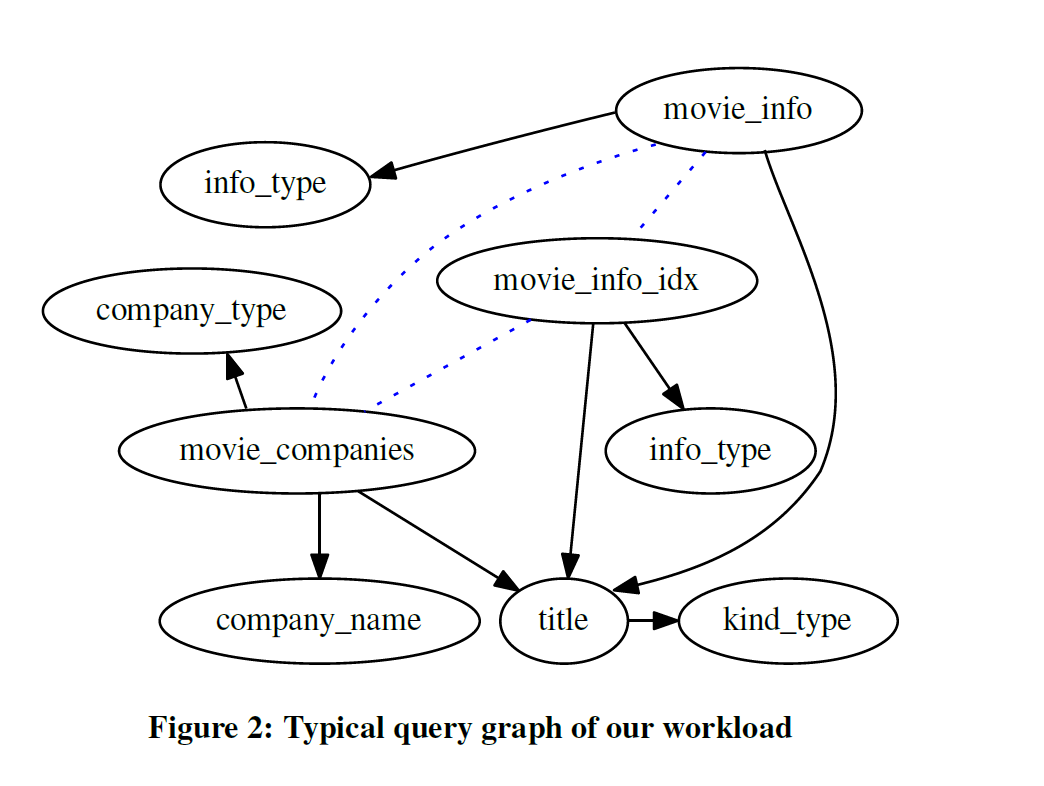 movie_info
info_type
movie_info_idx
company_type
movie_companies
info_type
company_name
title
kind_type
Figure 2: Typical query graph of our workload